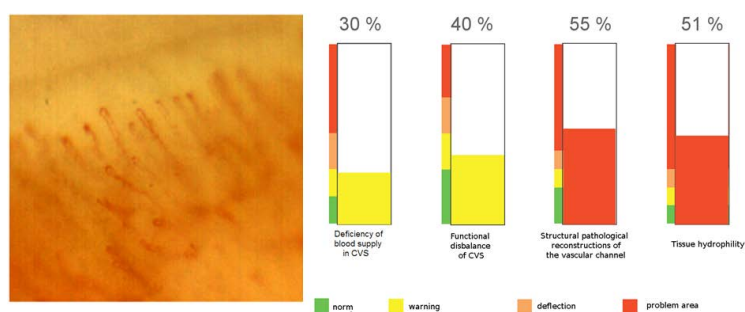 30 % 40 % 55 % 51 %
Deficiency of
blood supply
in CVS
Functional
disbalance
of CVS
Structural pathological
reconstructions of
the vascular channel
Tissue hydrophility
norm warning deflection problem area